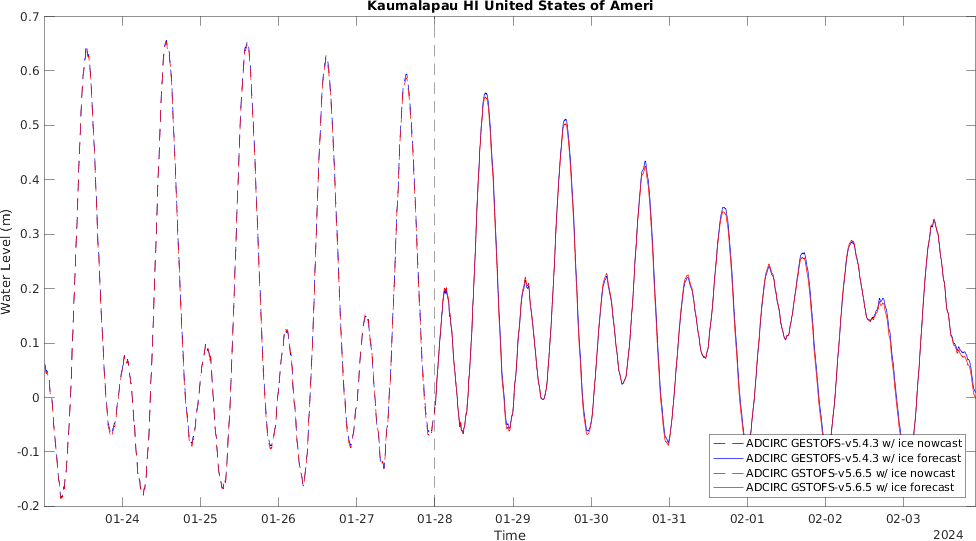 Kaumalapau HI United States of Ameri
Water Level (m)
0.7
0.6
0.5
0.4
0.3
0.2
0.1
0
-0.1
-0.2
01-24 01-25 01-26 01-27 01-28 01-29 01-30 01-31 02-01 02-02 02-03
Time
2024
ADCIRC GESTOFS-v5.4.3 w/ ice nowcast
ADCIRC GESTOFS-v5.4.3 w/ ice forecast
ADCIRC GSTOFS-v5.6.5 w/ ice nowcast
ADCIRC GSTOFS-v5.6.5 w/ ice forecast